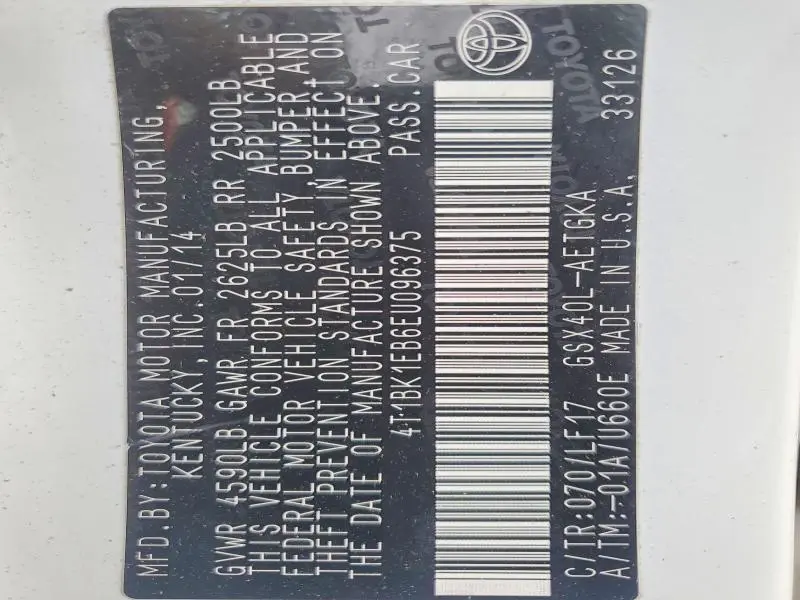 MFD.BY:TOYOTA MOTOR MANUFACTURING,
KENTUCKY, INC. 01/14
GVWR 4590LB GAWR FR 2625LB RR 2500LB
THIS VEHICLE CONFORMS TO ALL APPLICABLE
FEDERAL MOTOR VEHICLE SAFETY, BUMPER, AND
THEFT PREVENTION STANDARDS IN EFFECT ON
THE DATE OF MANUFACTURE SHOWN ABOVE.
4T1BK1EB6EU096375 PASS.CAR
C/TR:070/LF17 GSX40L-AETGKA
A/TM:-01A/U660E MADE IN U.S.A. 33126
TOYOTA